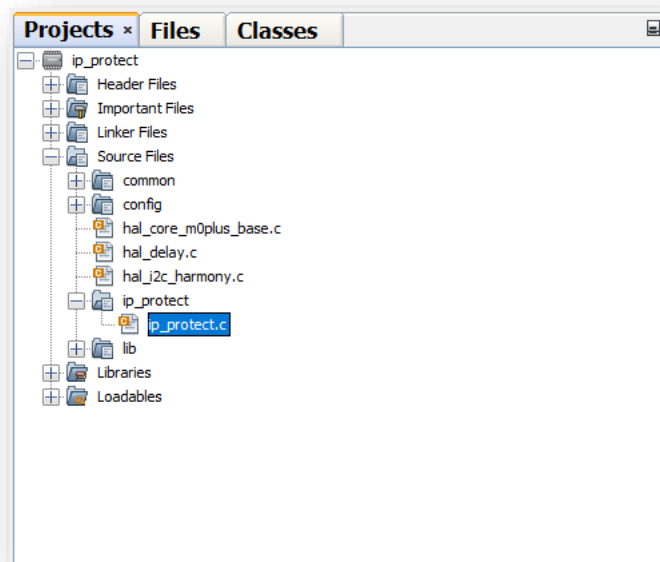 Projects × Files Classes
ip_protect
Header Files
Important Files
Linker Files
Source Files
common
config
hal_core_m0plus_base.c
hal_delay.c
hal_i2c_harmony.c
ip_protect
ip_protect.c
lib
Libraries
Loadables